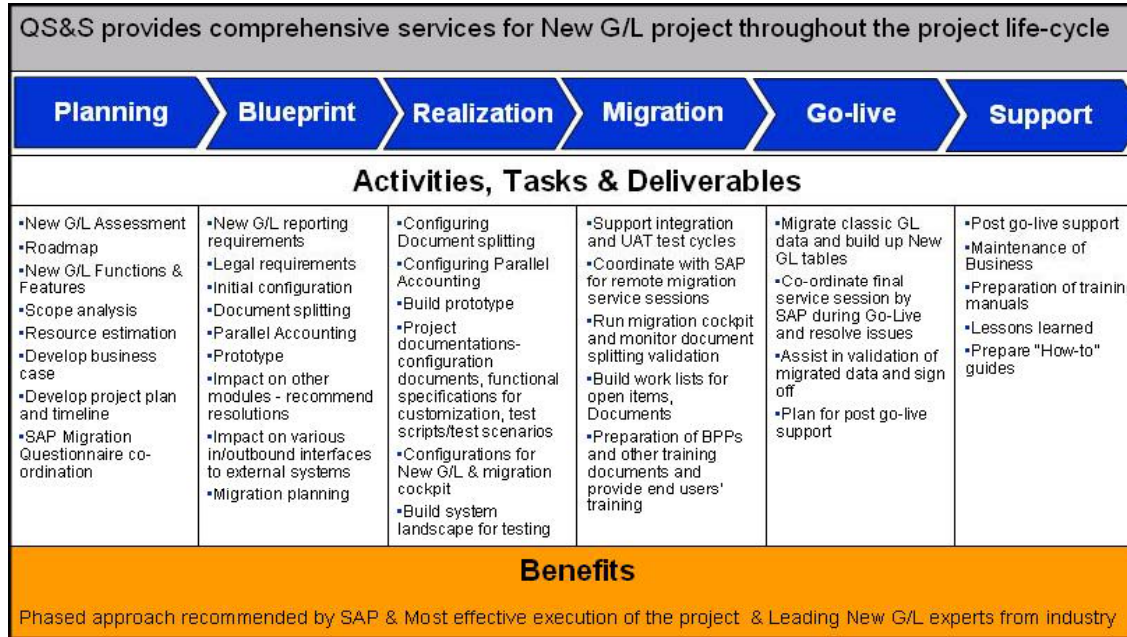 QS&S provides comprehensive services for New G/L project throughout the project life-cycle
Planning
Blueprint
Realization
Migration
Go-live
Support
Activities, Tasks & Deliverables
▪New G/L Assessment
▪Roadmap
▪New G/L Functions &
Features
▪Scope analysis
▪Resource estimation
▪Develop business
case
▪Develop project plan
and timeline
▪SAP Migration
Questionnaire co-
ordination
▪New G/L reporting
requirements
▪Legal requirements
▪Initial configuration
▪Document splitting
▪Parallel Accounting
▪Prototype
▪Impact on other
modules - recommend
resolutions
▪Impact on various
in/outbound interfaces
to external systems
▪Migration planning
▪Configuring
Document splitting
▪Configuring Parallel
Accounting
▪Build prototype
▪Project
documentations-
configuration
documents, functional
specifications for
customization, test
scripts/test scenarios
▪Configurations for
New G/L & migration
cockpit
▪Build system
landscape for testing
▪Support integration
and UAT test cycles
▪Coordinate with SAP
for remote migration
service sessions
▪Run migration cockpit
and monitor document
splitting validation
▪Build work lists for
open items,
Documents
▪Preparation of BPPs
and other training
documents and
provide end users'
training
▪Migrate classic GL
data and build up New
GL tables
▪Co-ordinate final
service session by
SAP during Go-Live
and resolve issues
▪Assist in validation of
migrated data and sign
off
▪Plan for post go-live
support
▪Post go-live support
▪Maintenance of
Business
▪Preparation of trainin
manuals
▪Lessons learned
▪Prepare "How-to"
guides
Benefits
Phased approach recommended by SAP & Most effective execution of the project & Leading New G/L experts from industry